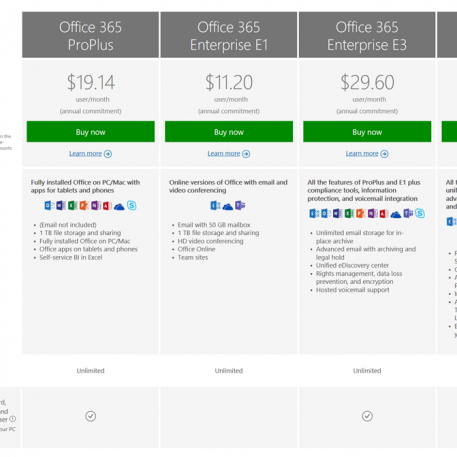 Office 365
ProPlus
$19.14
user/month
(annual commitment)
Buy now
Learn more
Fully installed Office on PC/Mac with
apps for tablets and phones
(Email not included)
1 TB file storage and sharing
Fully installed Office on PC/Mac
Office apps on tablets and phones
Self-service BI in Excel
Unlimited
Office 365
Enterprise E1
$11.20
user/month
(annual commitment)
Buy now
Learn more
Online versions of Office with email and
video conferencing
Email with 50 GB mailbox
1 TB file storage and sharing
HD video conferencing
Office Online
Team sites
Unlimited
Office 365
Enterprise E3
$29.60
user/month
(annual commitment)
Buy now
Learn more
All the features of ProPlus and E1 plus
compliance tools, information
protection, and voicemail integration
Unlimited email storage for in-
place archive
Advanced email with archiving and
legal hold
Unified eDiscovery center
Rights management, data loss
prevention, and encryption
Hosted voicemail support
Unlimited